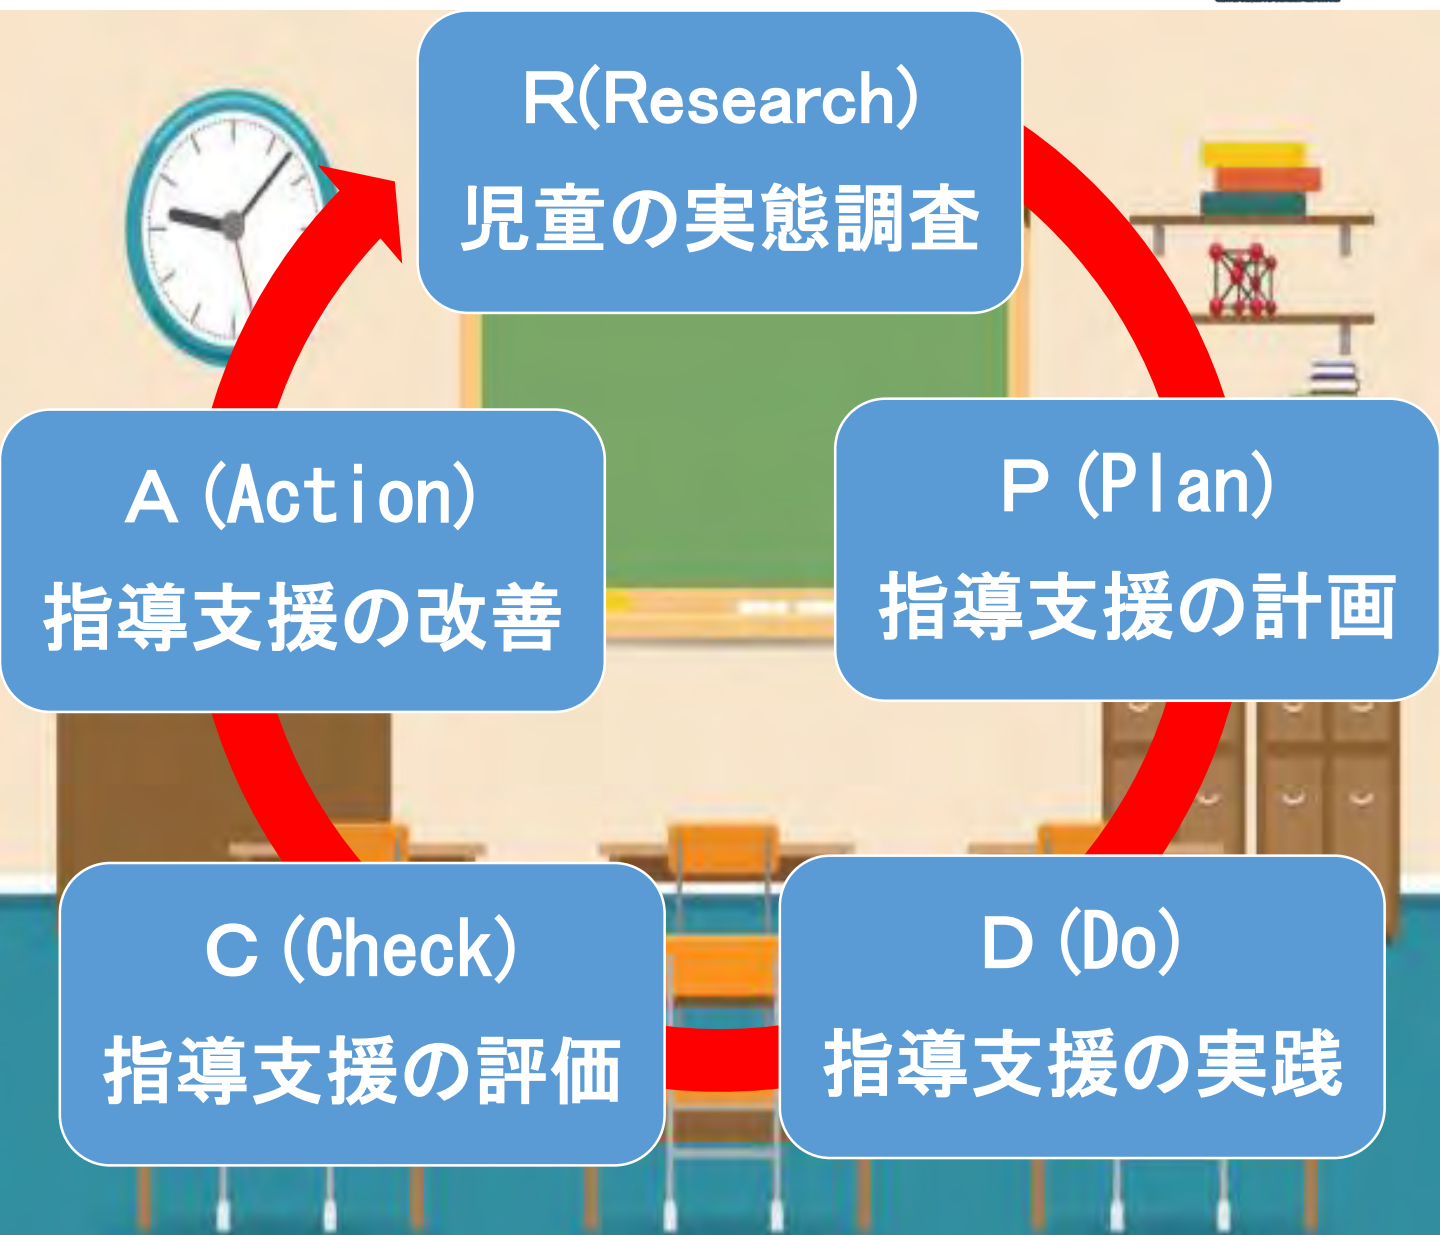 R(Research)
児童の実態調査
P(Plan)
指導支援の計画
D(Do)
指導支援の実践
C(Check)
指導支援の評価
A(Action)
指導支援の改善